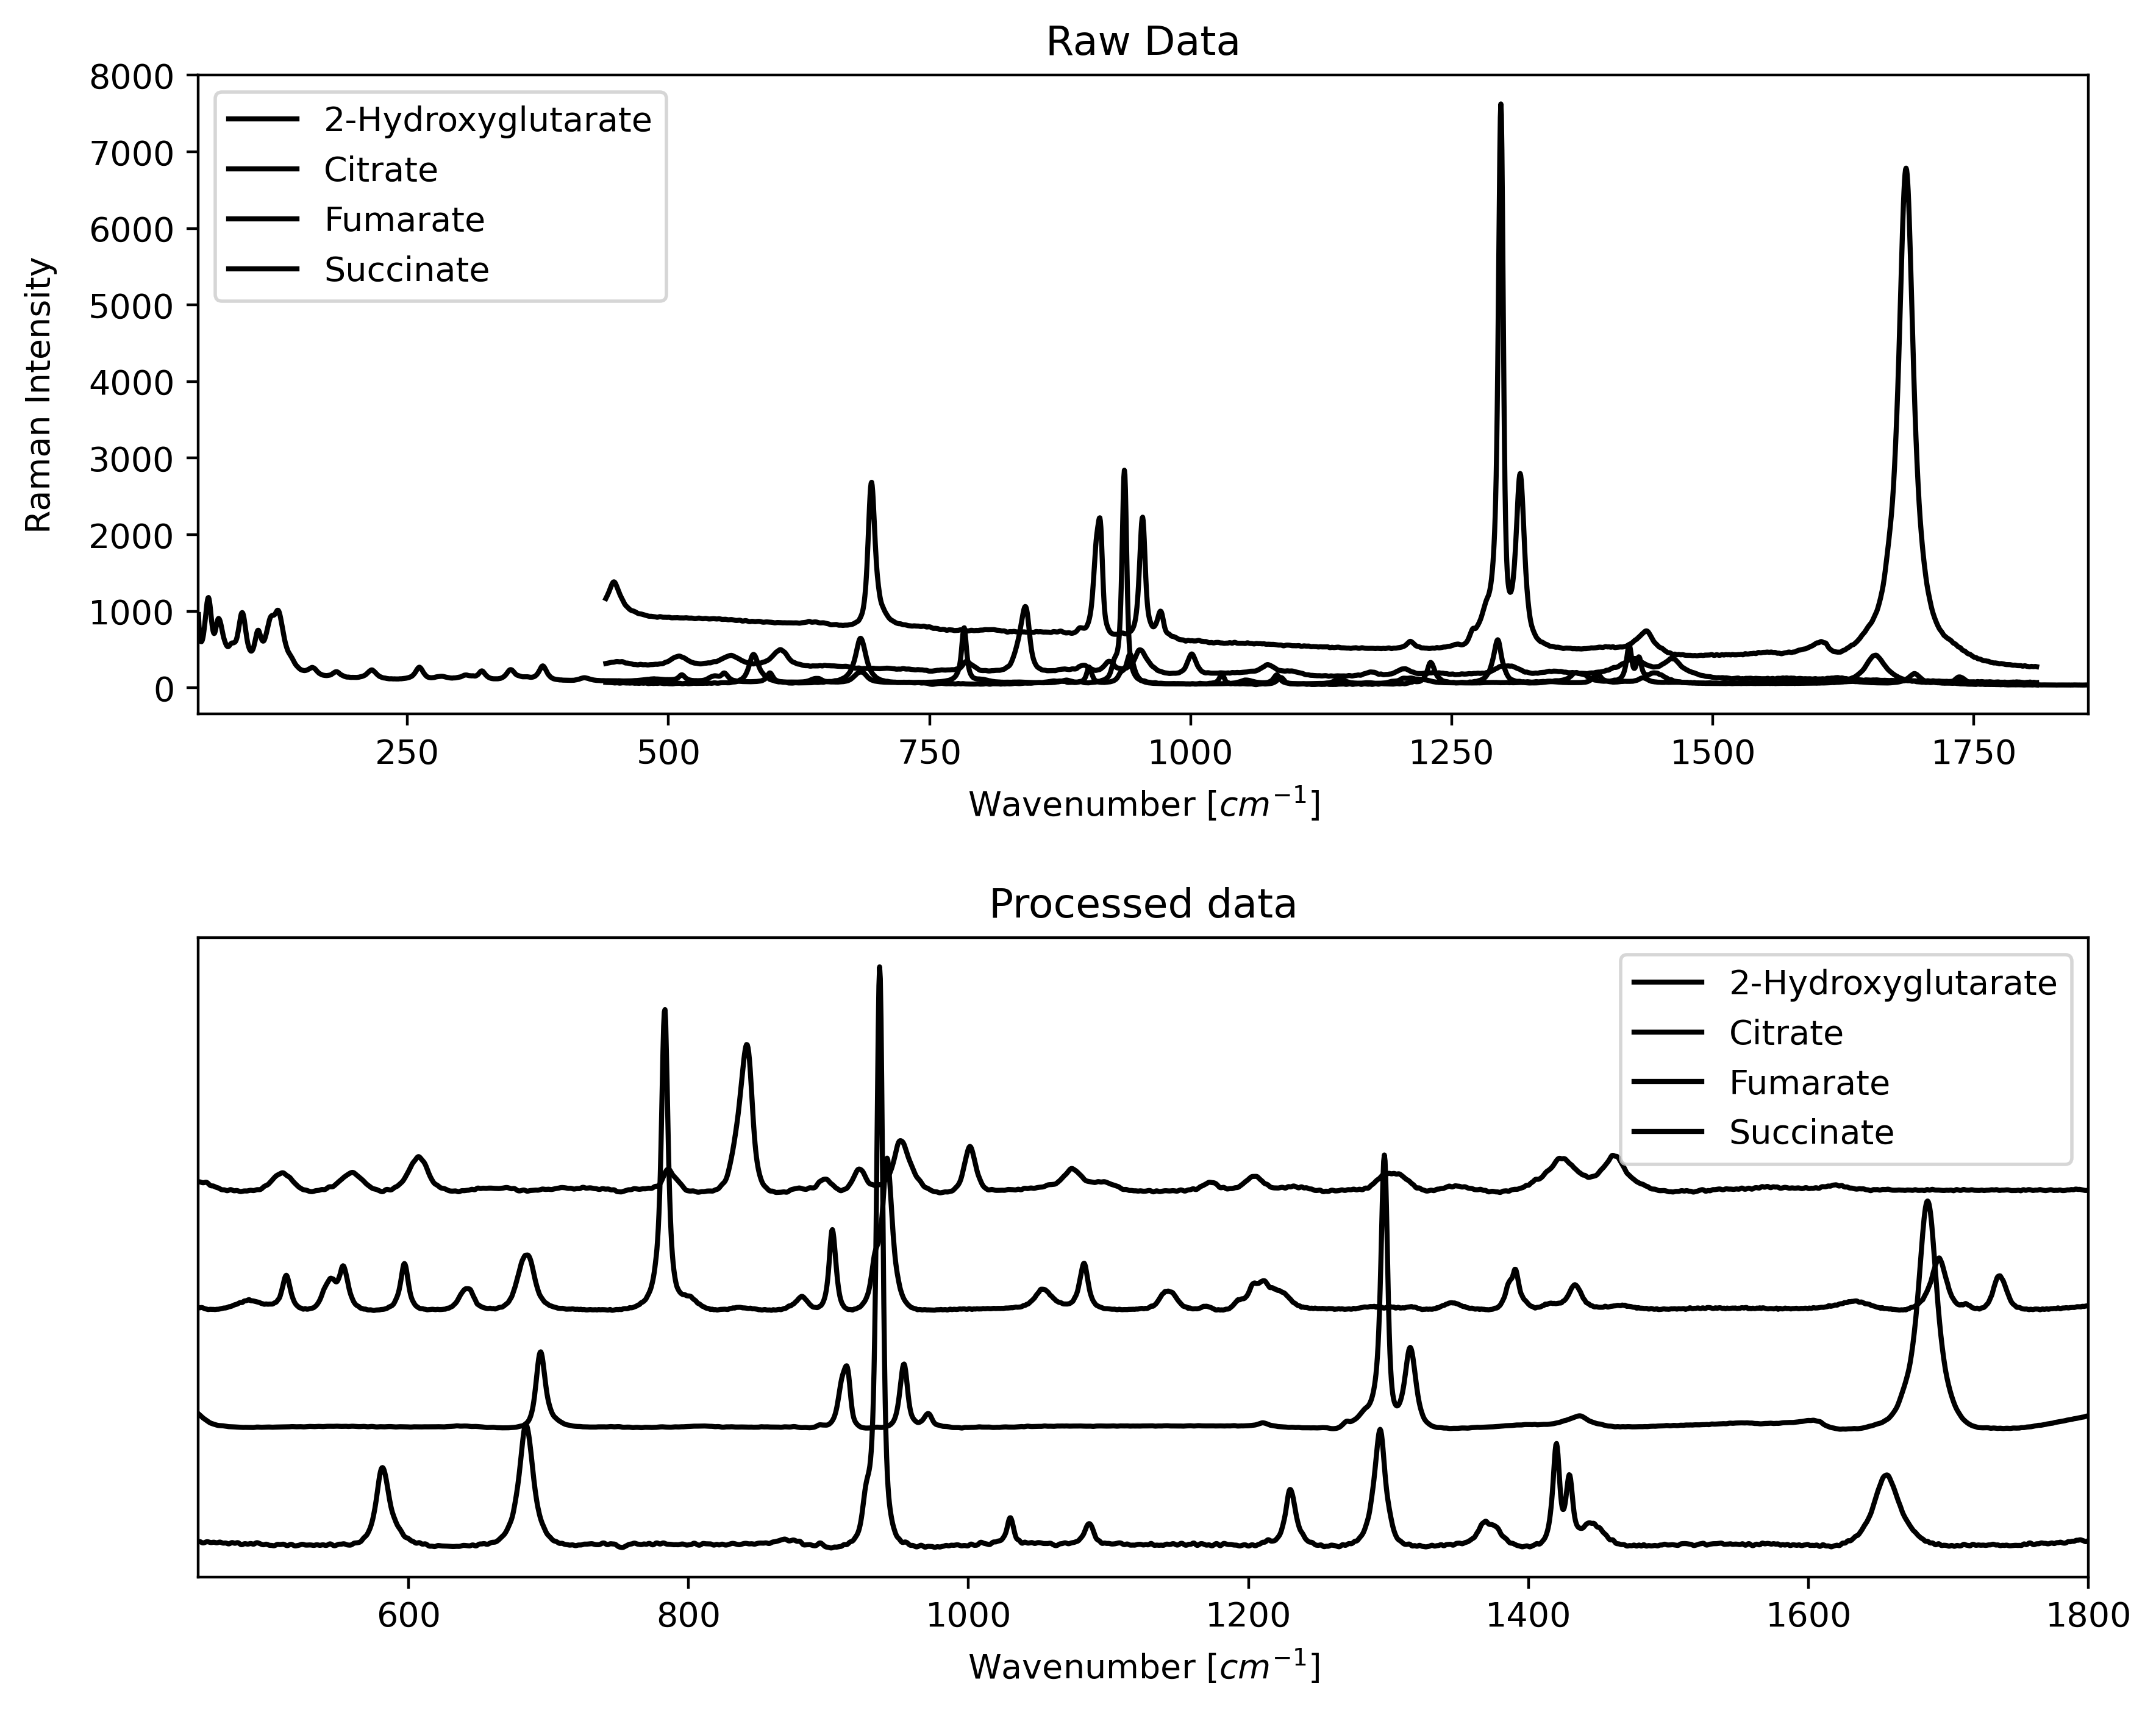 Raw Data
8000
7000
6000
5000
4000
3000
2000
1000
0
Raman Intensity
2-Hydroxyglutarate
Citrate
Fumarate
Succinate
250 500 750 1000 1250 1500 1750
Wavenumber [cm⁻¹]
Processed data
2-Hydroxyglutarate
Citrate
Fumarate
Succinate
600 800 1000 1200 1400 1600 1800
Wavenumber [cm⁻¹]